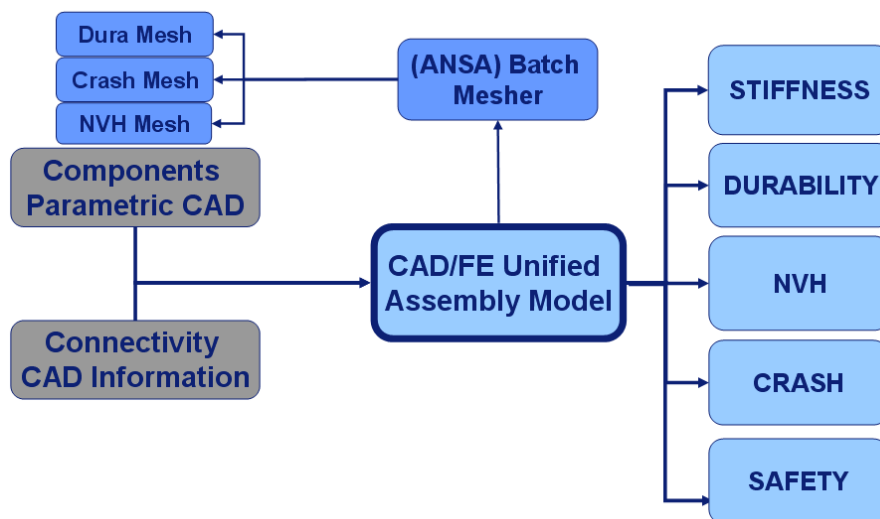 Dura Mesh
Crash Mesh
NVH Mesh
(ANSA) Batch
Mesher
Components
Parametric CAD
Connectivity
CAD Information
CAD/FE Unified
Assembly Model
STIFFNESS
DURABILITY
NVH
CRASH
SAFETY